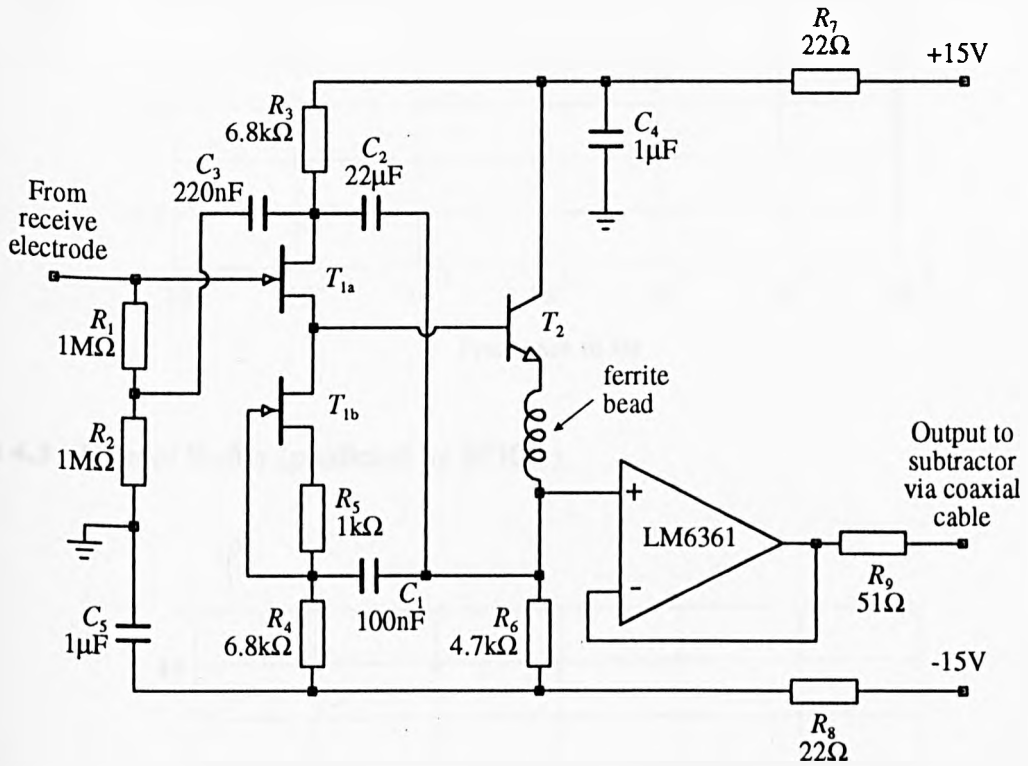 R7
22Ω
+15V
R3
6.8kΩ
C2
22µF
C4
1µF
C3
220nF
From
receive
electrode
T1a
R1
1MΩ
T2
ferrite
bead
T1b
R2
1MΩ
Output to
subtractor
via coaxial
cable
+
LM6361
-
R5
1kΩ
R9
51Ω
C1
100nF
C5
1µF
R4
6.8kΩ
R6
4.7kΩ
-15V
R8
22Ω